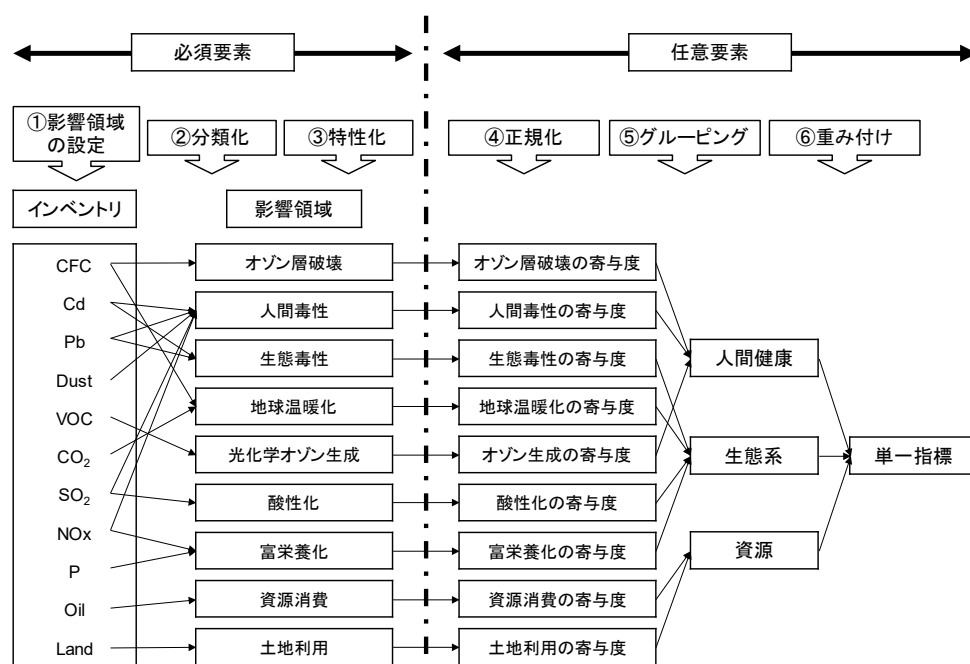 必須要素
任意要素
①影響領域
の設定
②分類化
③特性化
④正規化
⑤グルーピング
⑥重み付け
インベントリ
影響領域
CFC
Cd
Pb
Dust
VOC
CO₂
SO₂
NOx
P
Oil
Land
オゾン層破壊
人間毒性
生態毒性
地球温暖化
光化学オゾン生成
酸性化
富栄養化
資源消費
土地利用
オゾン層破壊の寄与度
人間毒性の寄与度
生態毒性の寄与度
地球温暖化の寄与度
オゾン生成の寄与度
酸性化の寄与度
富栄養化の寄与度
資源消費の寄与度
土地利用の寄与度
人間健康
生態系
資源
単一指標